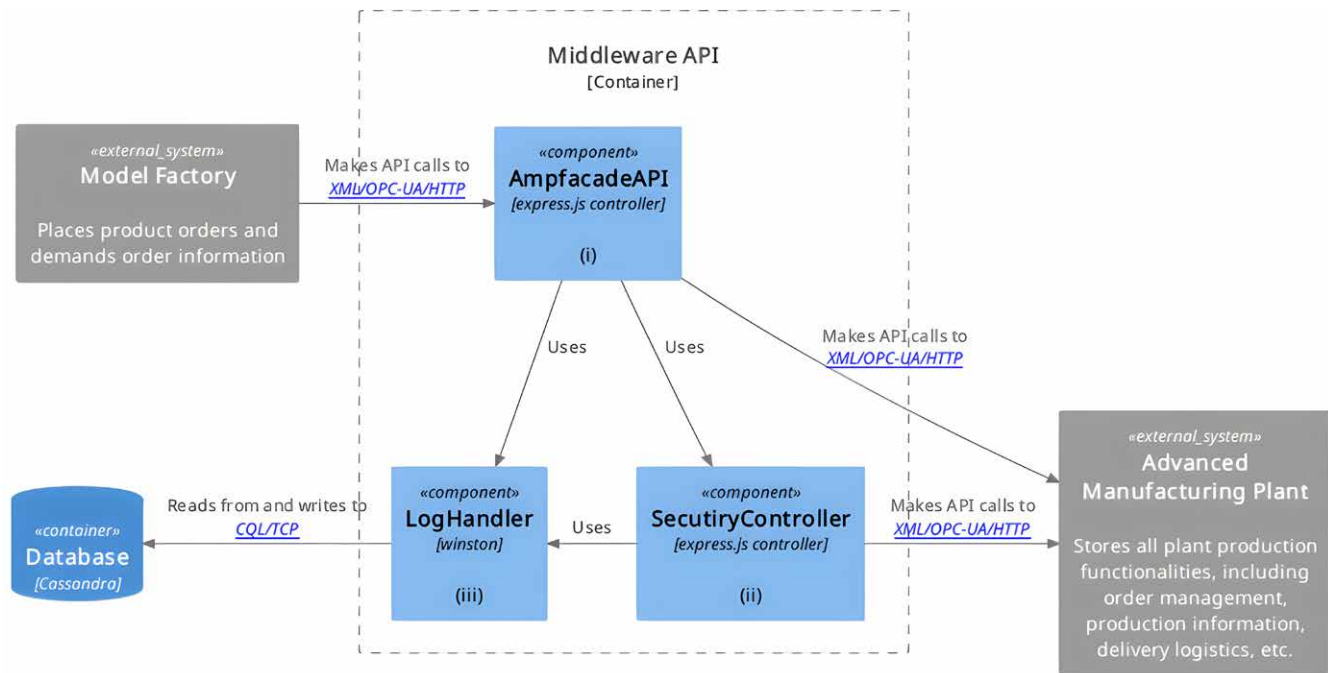 Middleware API
[Container]
«external_system»
Model Factory
Places product orders and
demands order information
Makes API calls to
XML/OPC-UA/HTTP
«component»
AmpfacadeAPI
[express.js controller]
(i)
Uses
Uses
Makes API calls to
XML/OPC-UA/HTTP
«container»
Database
[Cassandra]
Reads from and writes to
CQL/TCP
«component»
LogHandler
[winston]
(iii)
Uses
«component»
SecutiryController
[express.js controller]
(ii)
Makes API calls to
XML/OPC-UA/HTTP
«external_system»
Advanced
Manufacturing Plant
Stores all plant production
functionalities, including
order management,
production information,
delivery logistics, etc.